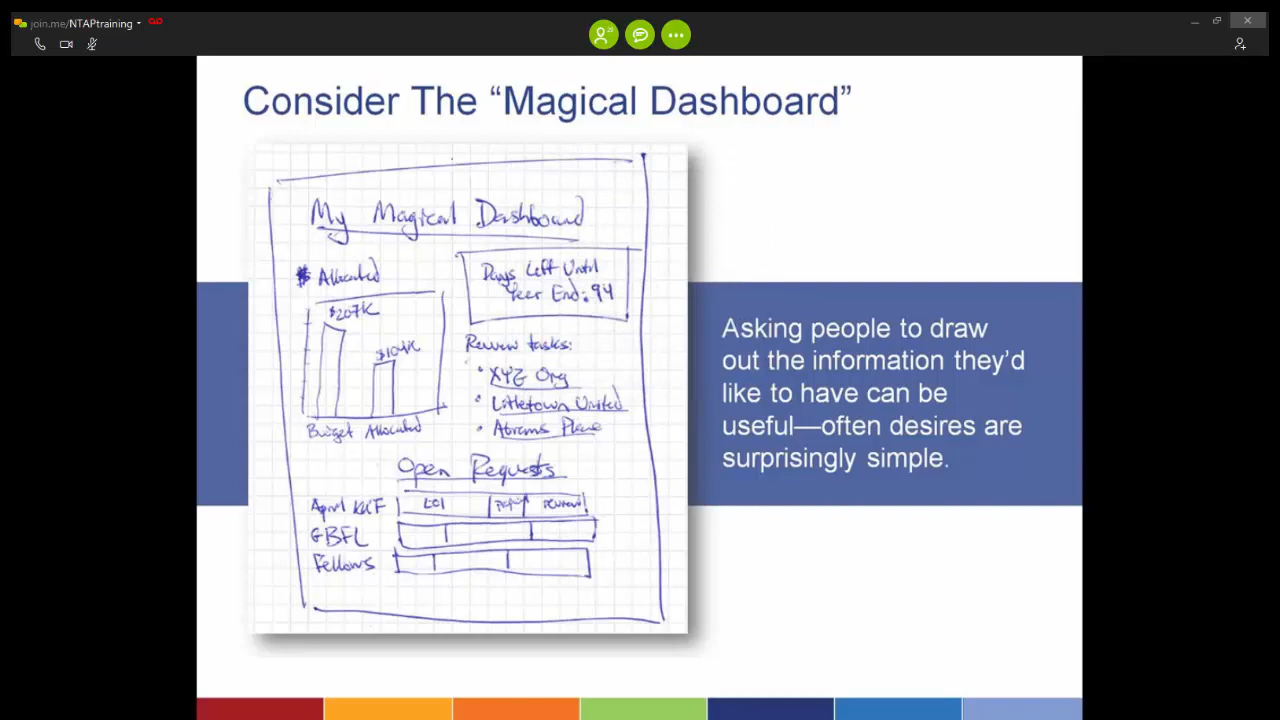 join.me/NTAPtraining
Consider The “Magical Dashboard”
My Magical Dashboard
$ Allocated
$207K
Budget Allocated
Days Left Until
Year End: 94
Review tasks:
• XYZ Org
• Littletown United
• Abrams Place
Open Requests
April KKF LOI review
GBFL
Fellows
Asking people to draw
out the information they’d
like to have can be
useful—often desires are
surprisingly simple.